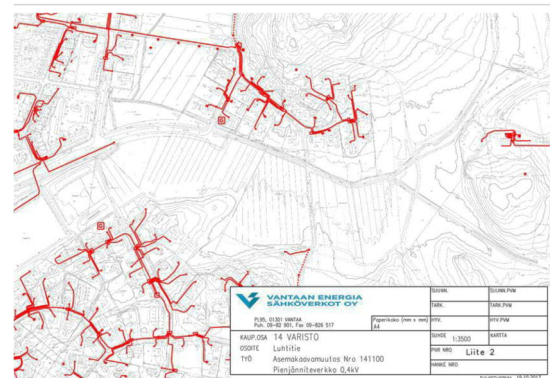 VANTAAN ENERGIA
SÄHKÖVERKOT OY
PL95, 01301 VANTAA
Puh. 09-82 901, Fax 09-826 517
Paperikoko (mm x mm)
A4
KAUP.OSA 14 VARISTO
OSOITE Luhtitie
TYÖ Asemakaavamuutos Nro 141100
Pienjänniteverkko 0,4kV
SUUNN. SUUNN.PVM
TARK. TARK.PVM
HYV. HYV.PVM
SUHDE 1:3500 KARTTA
PIIR NRO Liite 2
HANKE NRO